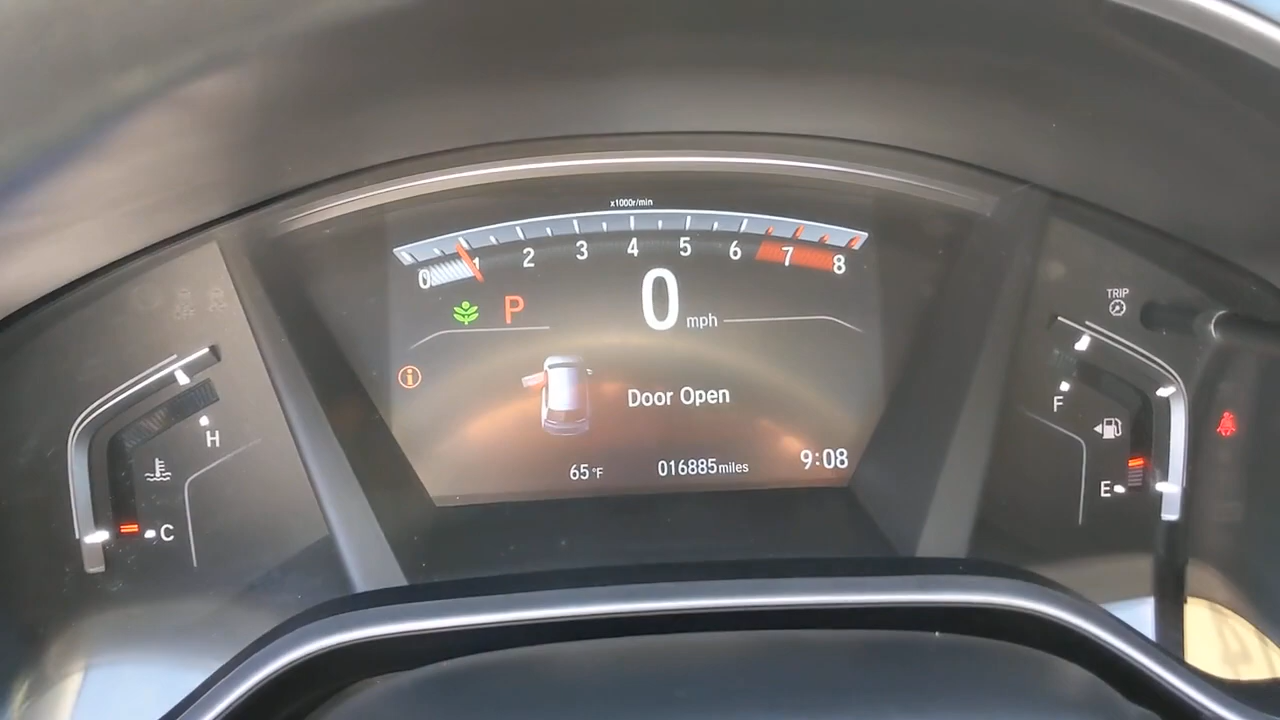 x1000r/min
0 1 2 3 4 5 6 7 8
P
0 mph
TRIP
i
Door Open
F
H
65°F
016885 miles
9:08
E
C